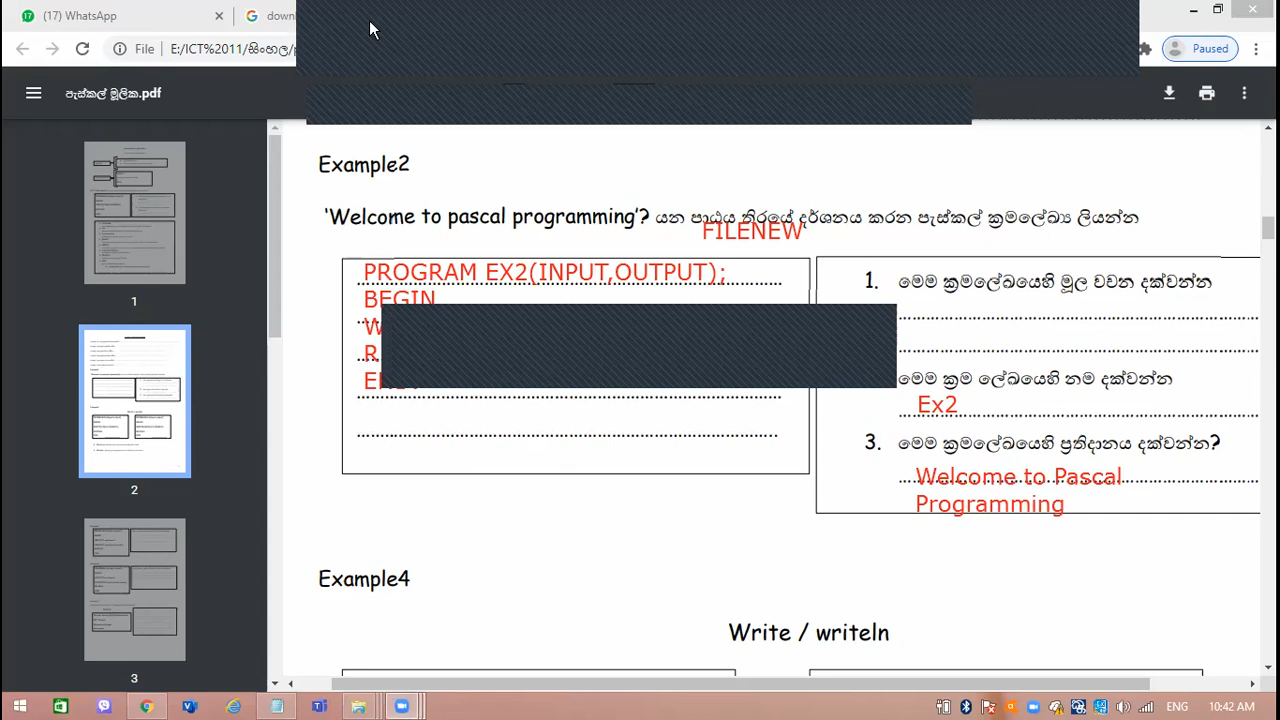 (17) WhatsApp
downl
File
E:/ICT%2011/සිංහල/
Paused
පැස්කල් මූලික.pdf
1
2
3
Example2
'Welcome to pascal programming'? යන පාඨය තිරයේ දර්ශනය කරන පැස්කල් ක්‍රමලේඛ්‍ය ලියන්න
FILENEW
PROGRAM EX2(INPUT,OUTPUT);
BEGIN
1. මෙම ක්‍රමලේඛයෙහි මූල වචන දක්වන්න
මෙම ක්‍රම ලේඛයෙහි නම දක්වන්න
Ex2
3. මෙම ක්‍රමලේඛයෙහි ප්‍රතිදානය දක්වන්න?
Welcome to Pascal
Programming
Example4
Write / writeln
ENG
10:42 AM